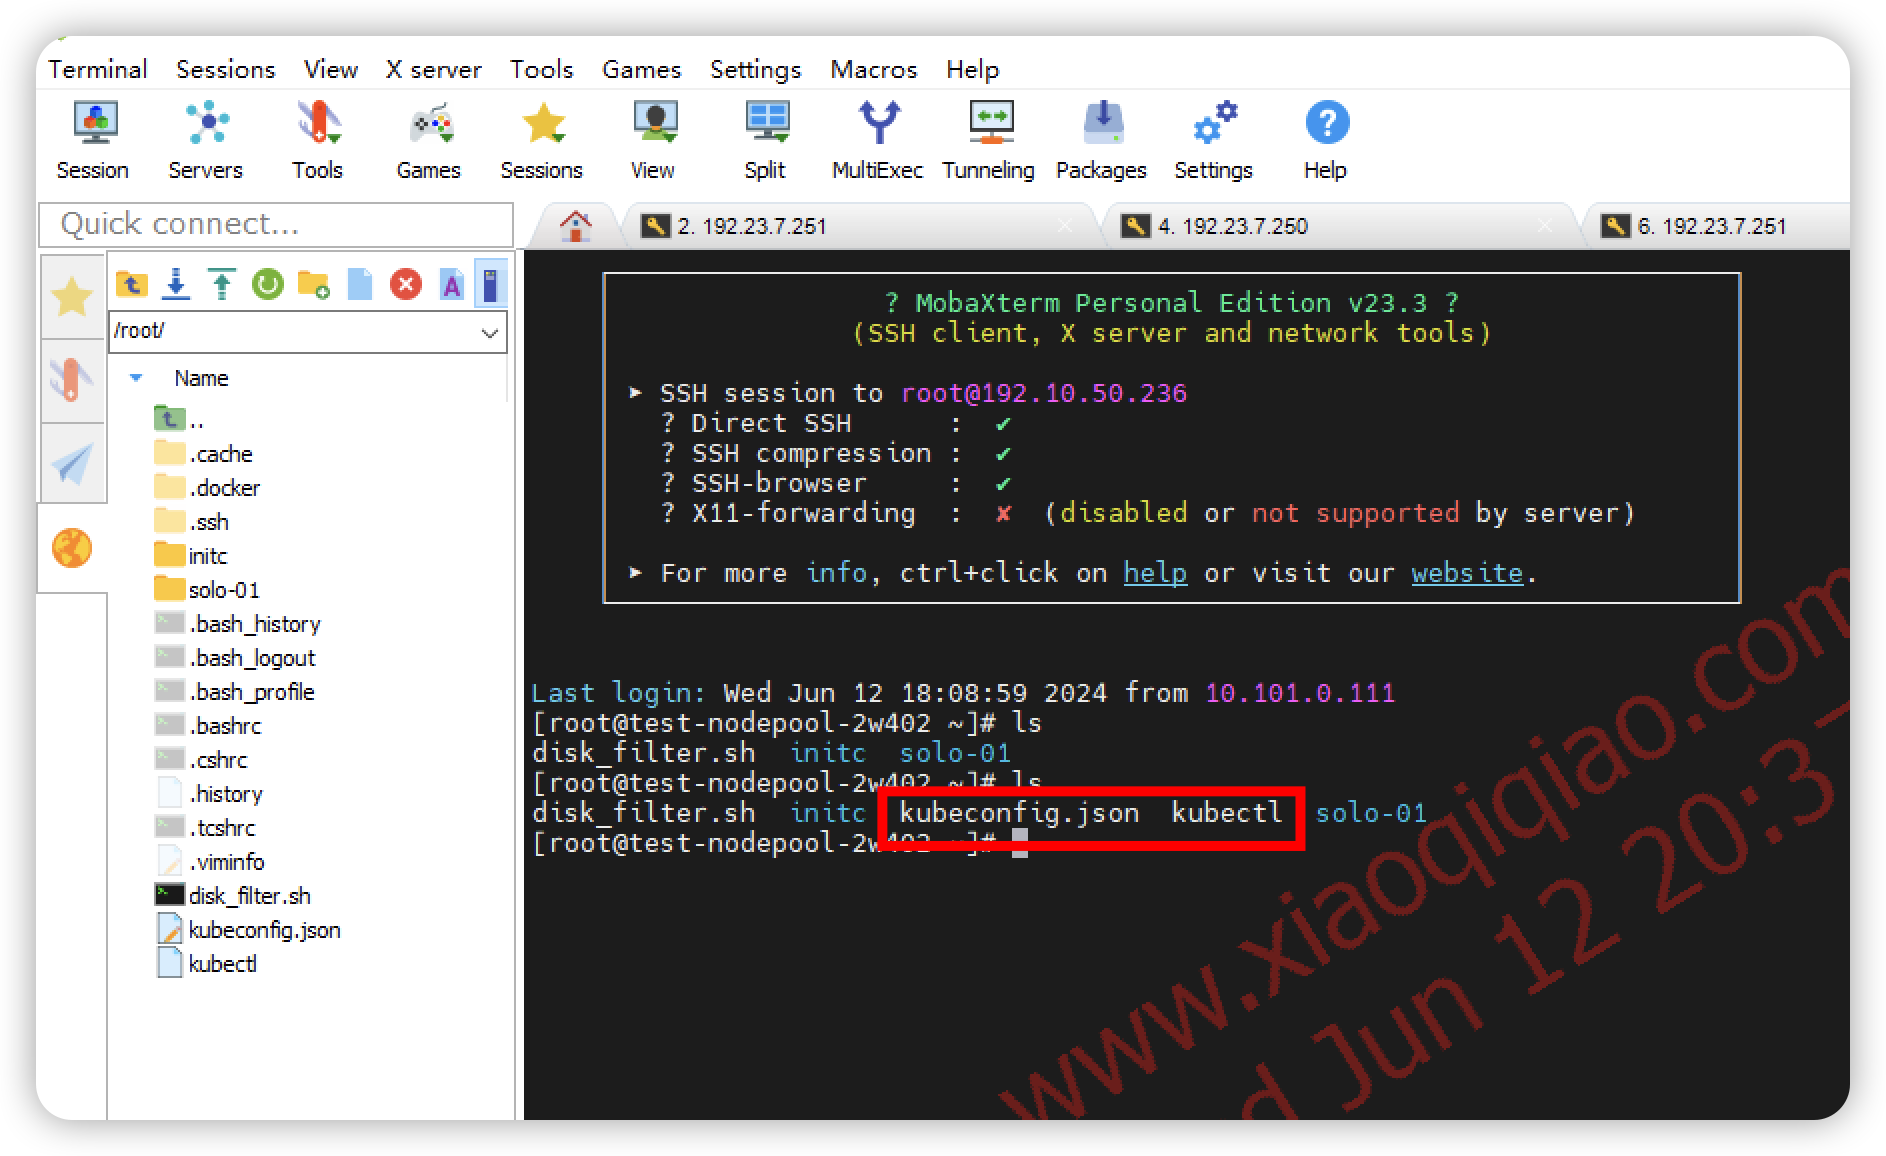 Terminal Sessions View X server Tools Games Settings Macros Help
Session Servers Tools Games Sessions View Split MultiExec Tunneling Packages Settings Help
Quick connect...
2. 192.23.7.251
4. 192.23.7.250
6. 192.23.7.251
/root/
Name
..
.cache
.docker
.ssh
initc
solo-01
.bash_history
.bash_logout
.bash_profile
.bashrc
.cshrc
.history
.tcshrc
.viminfo
disk_filter.sh
kubeconfig.json
kubectl
? MobaXterm Personal Edition v23.3 ?
(SSH client, X server and network tools)
➤ SSH session to root@192.10.50.236
? Direct SSH : ✔
? SSH compression : ✔
? SSH-browser : ✔
? X11-forwarding : ✘ (disabled or not supported by server)
➤ For more info, ctrl+click on help or visit our website.
Last login: Wed Jun 12 18:08:59 2024 from 10.101.0.111
[root@test-nodepool-2w402 ~]# ls
disk_filter.sh initc solo-01
[root@test-nodepool-2w402 ~]# ls
disk_filter.sh initc kubeconfig.json kubectl solo-01
[root@test-nodepool-2w402 ~]#
www.xiaoqiqiao.com
d Jun 12 20:3